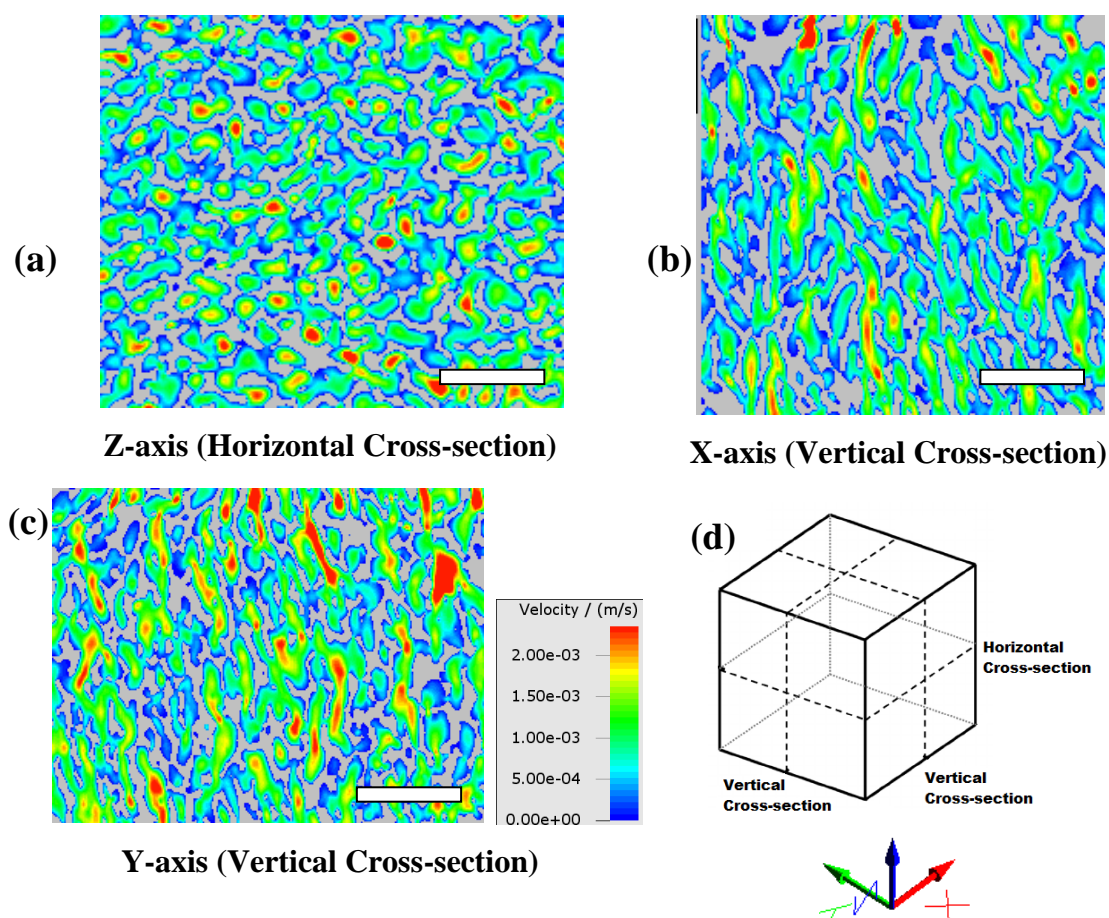 (a)
Z-axis (Horizontal Cross-section)
(b)
X-axis (Vertical Cross-section)
(c)
Y-axis (Vertical Cross-section)
Velocity / (m/s)
2.00e-03
1.50e-03
1.00e-03
5.00e-04
0.00e+00
(d)
Horizontal
Cross-section
Vertical
Cross-section
Vertical
Cross-section